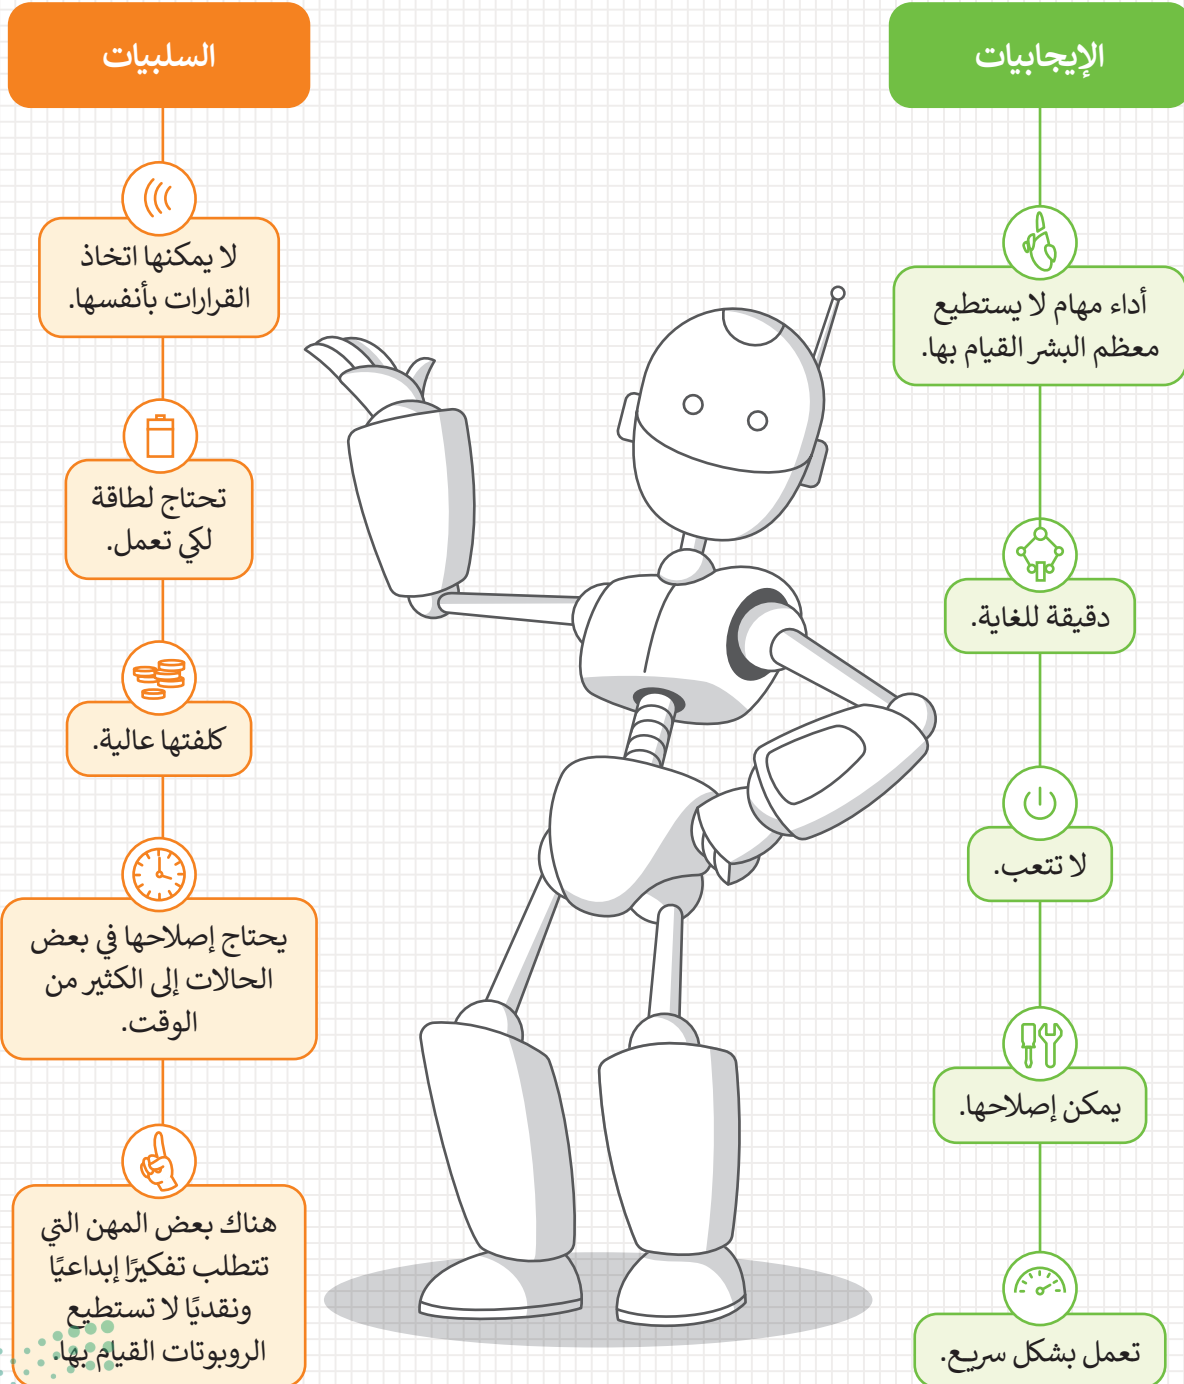 الإيجابيات
أداء مهام لا يستطيع
معظم البشر القيام بها.
دقيقة للغاية.
لا تتعب.
يمكن إصلاحها.
تعمل بشكل سريع.
السلبيات
لا يمكنها اتخاذ
القرارات بأنفسها.
تحتاج لطاقة
لكي تعمل.
كلفتها عالية.
يحتاج إصلاحها في بعض
الحالات إلى الكثير من
الوقت.
هناك بعض المهن التي
تتطلب تفكيرًا إبداعيًا
ونقديًا لا تستطيع
الروبوتات القيام بها.